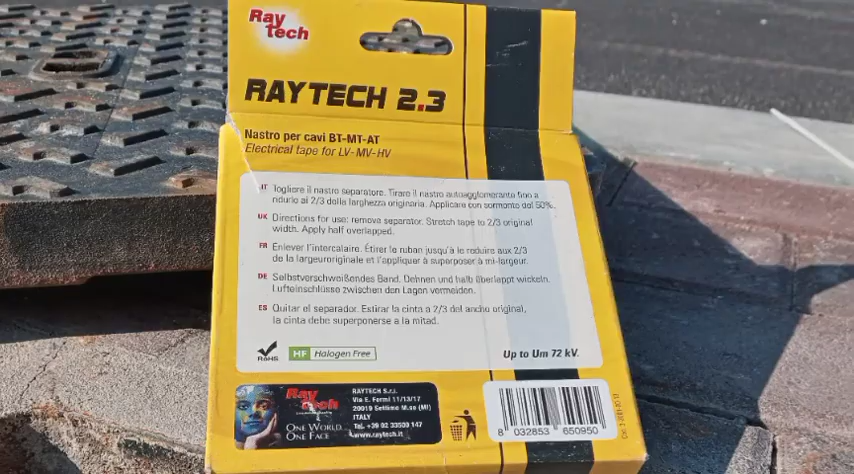 Ray
tech
RAYTECH 2.3
Nastro per cavi BT-MT-AT
Electrical tape for LV-MV-HV
IT Togliere il nastro separatore. Tirare il nastro autoagglomerante fino a
ridurlo ai 2/3 della larghezza originaria. Applicare con sormonto del 50%.
UK Directions for use: remove separator. Stretch tape to 2/3 original
width. Apply half overlapped.
FR Enlever l'intercalaire. Étirer le ruban jusqu'à le reduire aux 2/3
de la largeuroriginale et l'appliquer à superposer à mi-largeur.
DE Selbstverschweißendes Band. Dehnen und halb überlappt wickeln.
Lufteinschlüsse zwischen den Lagen vermeiden.
ES Quitar el separador. Estirar la cinta a 2/3 del ancho original,
la cinta debe superponerse a la mitad.
RoHS
HF Halogen Free
Up to Um 72 kV.
Ray
tech
ONE WORLD
ONE FACE
RAYTECH S.r.l.
Via E. Fermi 11/13/17
20019 Settimo M.se (MI)
ITALY
Tel. +39 02 33500 147
www.raytech.it
8 032853 650950